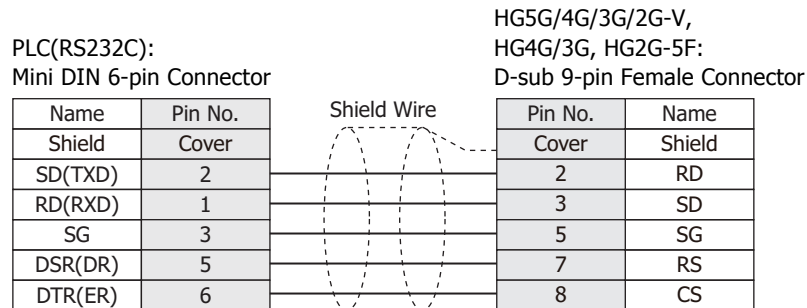 PLC(RS232C):
Mini DIN 6-pin Connector
HG5G/4G/3G/2G-V,
HG4G/3G, HG2G-5F:
D-sub 9-pin Female Connector
Name Pin No. Shield Wire Pin No. Name
Shield Cover Cover Shield
SD(TXD) 2 2 RD
RD(RXD) 1 3 SD
SG 3 5 SG
DSR(DR) 5 7 RS
DTR(ER) 6 8 CS